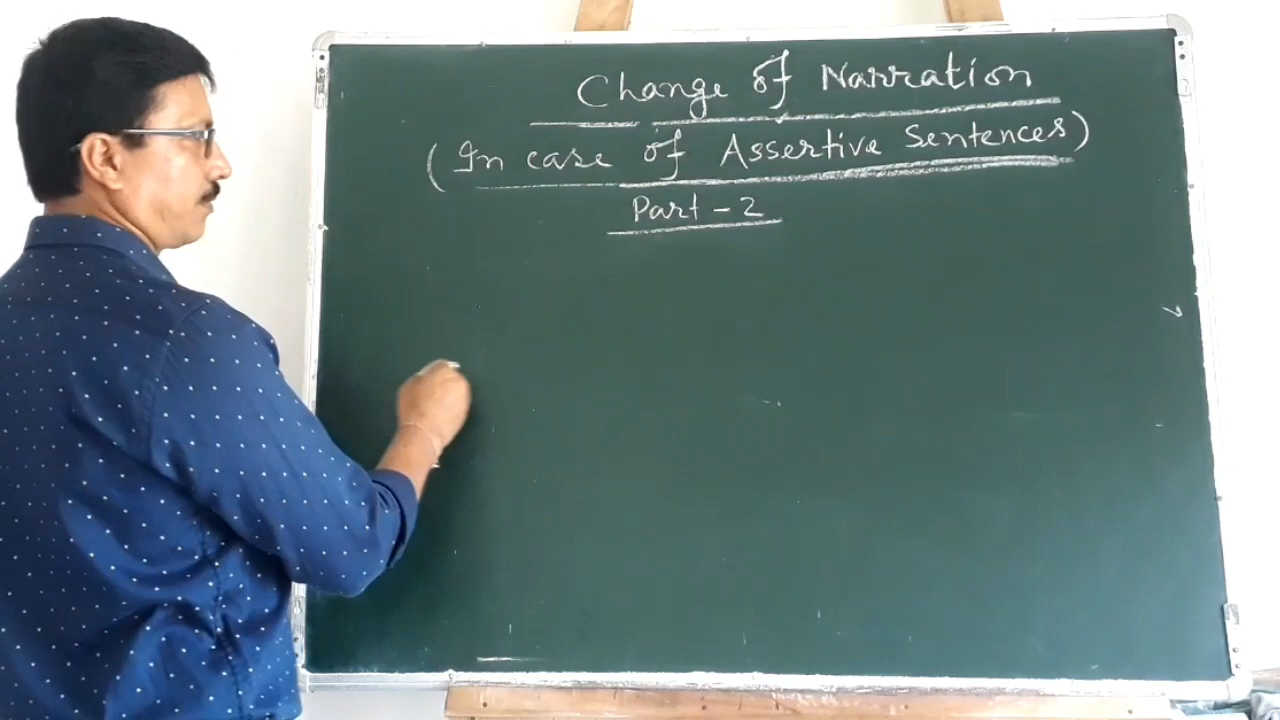 Change of Narration
(In case of Assertive Sentences)
Part - 2